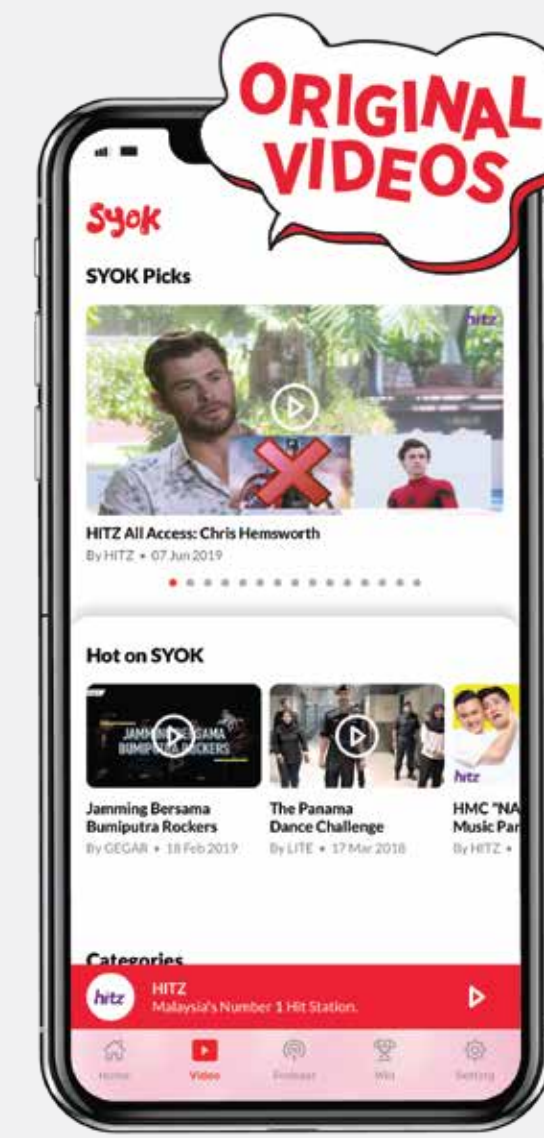 ORIGINAL
VIDEOS
SYOK
SYOK Picks
hitz
HITZ All Access: Chris Hemsworth
By HITZ • 07 Jun 2019
Hot on SYOK
JAMMING BERSAMA
BUMIPUTRA ROCKERS
hitz
Jamming Bersama
Bumiputra Rockers
By GEGAR • 18 Feb 2019
The Panama
Dance Challenge
By LITE • 17 Mar 2018
HMC "NA
Music Par
By HITZ •
Categories
hitz
HITZ
Malaysia's Number 1 Hit Station.
Home
Video
Podcast
Win
Setting